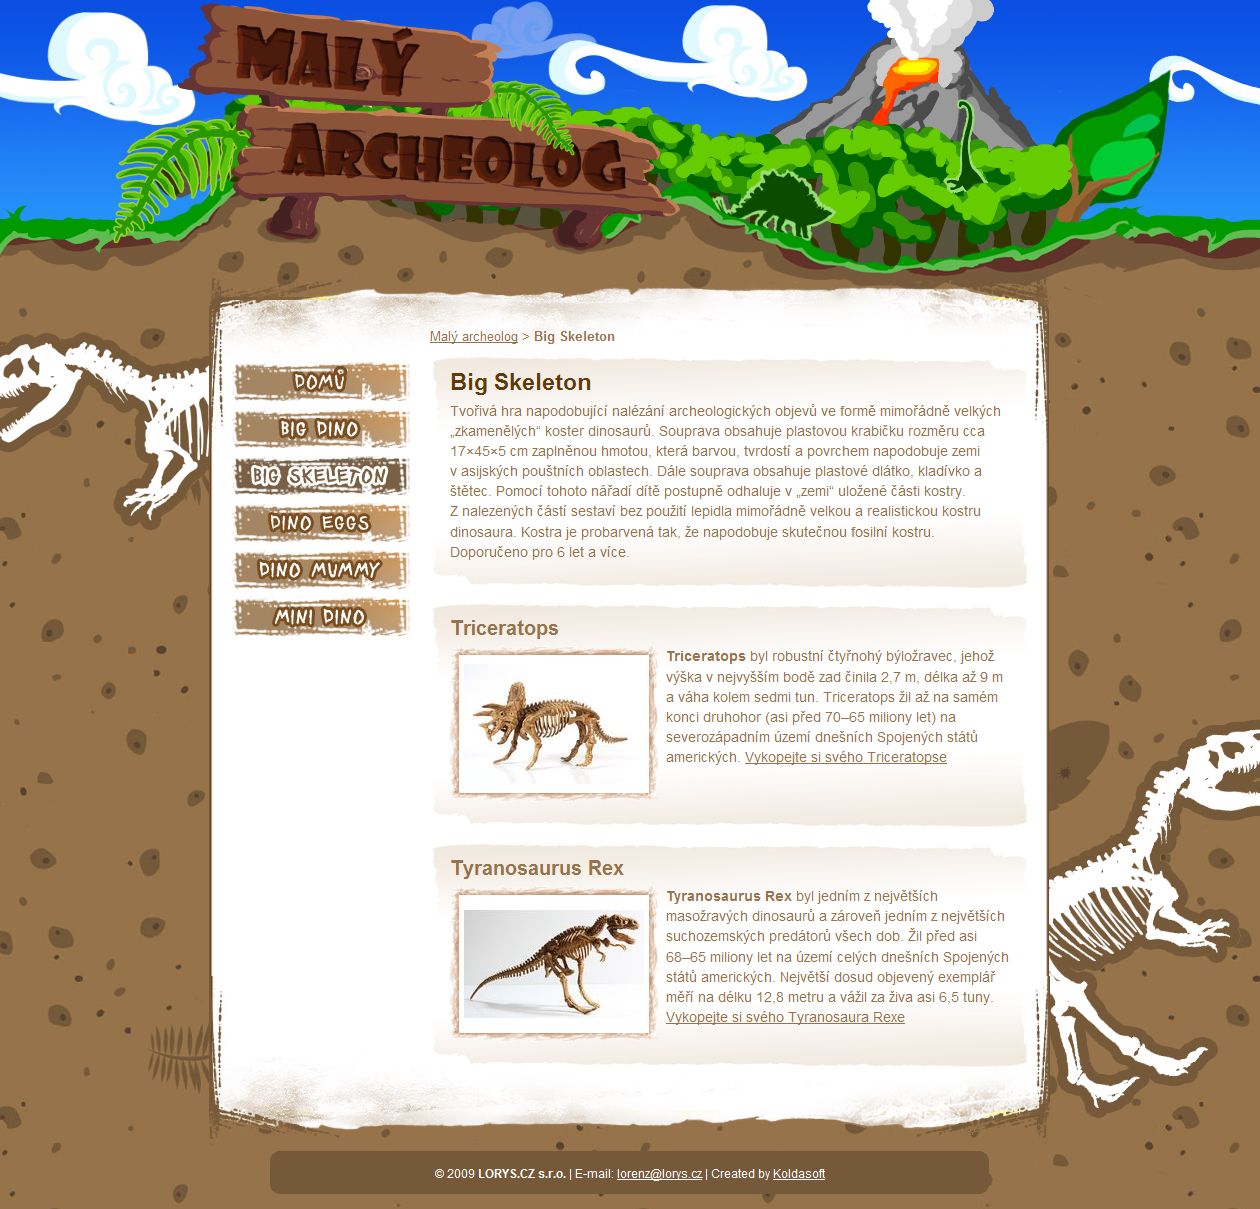 MALÝ
ARCHEOLOG
Malý archeolog > Big Skeleton
DOMŮ
BIG DINO
BIG SKELETON
DINO EGGS
DINO MUMMY
MINI DINO
Big Skeleton
Tvořivá hra napodobující nalézání archeologických objevů ve formě mimořádně velkých
„zkamenělých“ koster dinosaurů. Souprava obsahuje plastovou krabičku rozměru cca
17×45×5 cm zaplněnou hmotou, která barvou, tvrdostí a povrchem napodobuje zemi
v asijských pouštních oblastech. Dále souprava obsahuje plastové dlátko, kladívko a
štětec. Pomocí tohoto nářadí dítě postupně odhaluje v „zemi“ uložené části kostry.
Z nalezených částí sestaví bez použití lepidla mimořádně velkou a realistickou kostru
dinosaura. Kostra je probarvená tak, že napodobuje skutečnou fosilní kostru.
Doporučeno pro 6 let a více.
Triceratops
Triceratops byl robustní čtyřnohý býložravec, jehož
výška v nejvyšším bodě zad činila 2,7 m, délka až 9 m
a váha kolem sedmi tun. Triceratops žil až na samém
konci druhohor (asi před 70–65 miliony let) na
severozápadním území dnešních Spojených států
amerických. Vykopejte si svého Triceratopse
Tyranosaurus Rex
Tyranosaurus Rex byl jedním z největších
masožravých dinosaurů a zároveň jedním z největších
suchozemských predátorů všech dob. Žil před asi
68–65 miliony let na území celých dnešních Spojených
států amerických. Největší dosud objevený exemplář
měří na délku 12,8 metru a vážil za živa asi 6,5 tuny.
Vykopejte si svého Tyranosaura Rexe
© 2009 LORYS.CZ s.r.o. | E-mail: lorenz@lorys.cz | Created by Koldasoft